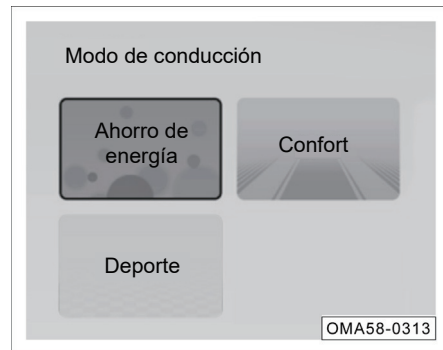 Modo de conducción
Ahorro de
energía
Confort
Deporte
OMA58-0313